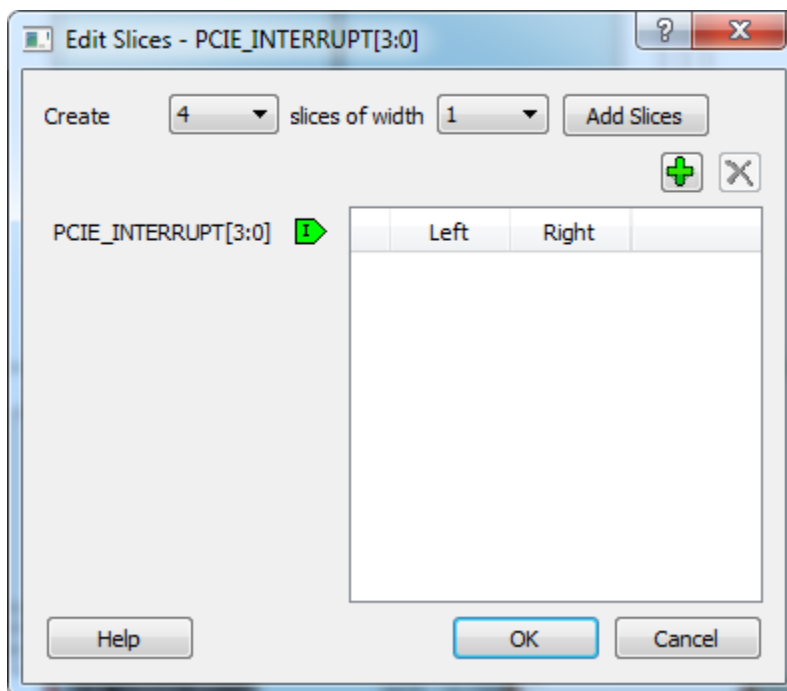 Edit Slices - PCIE_INTERRUPT[3:0]
?
Create 4 slices of width 1 Add Slices
PCIE_INTERRUPT[3:0] I Left Right
Help OK Cancel